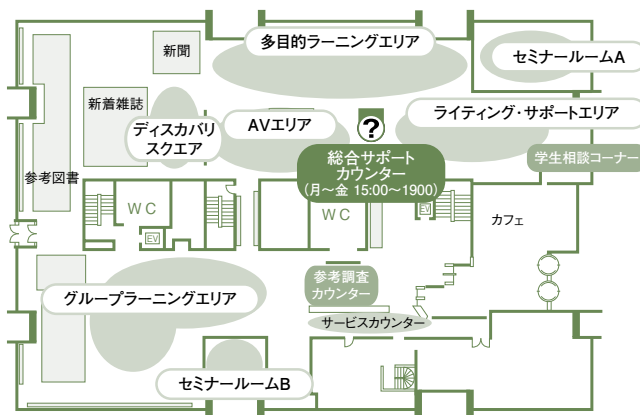 多目的ラーニングエリア
新聞
セミナールームA
新着雑誌
ディスカバリ
スクエア
AVエリア
?
ライティング・サポートエリア
総合サポート
カウンター
(月〜金 15:00〜1900)
学生相談コーナー
参考図書
WC
WC
EV
EV
カフェ
参考調査
カウンター
グループラーニングエリア
サービスカウンター
セミナールームB